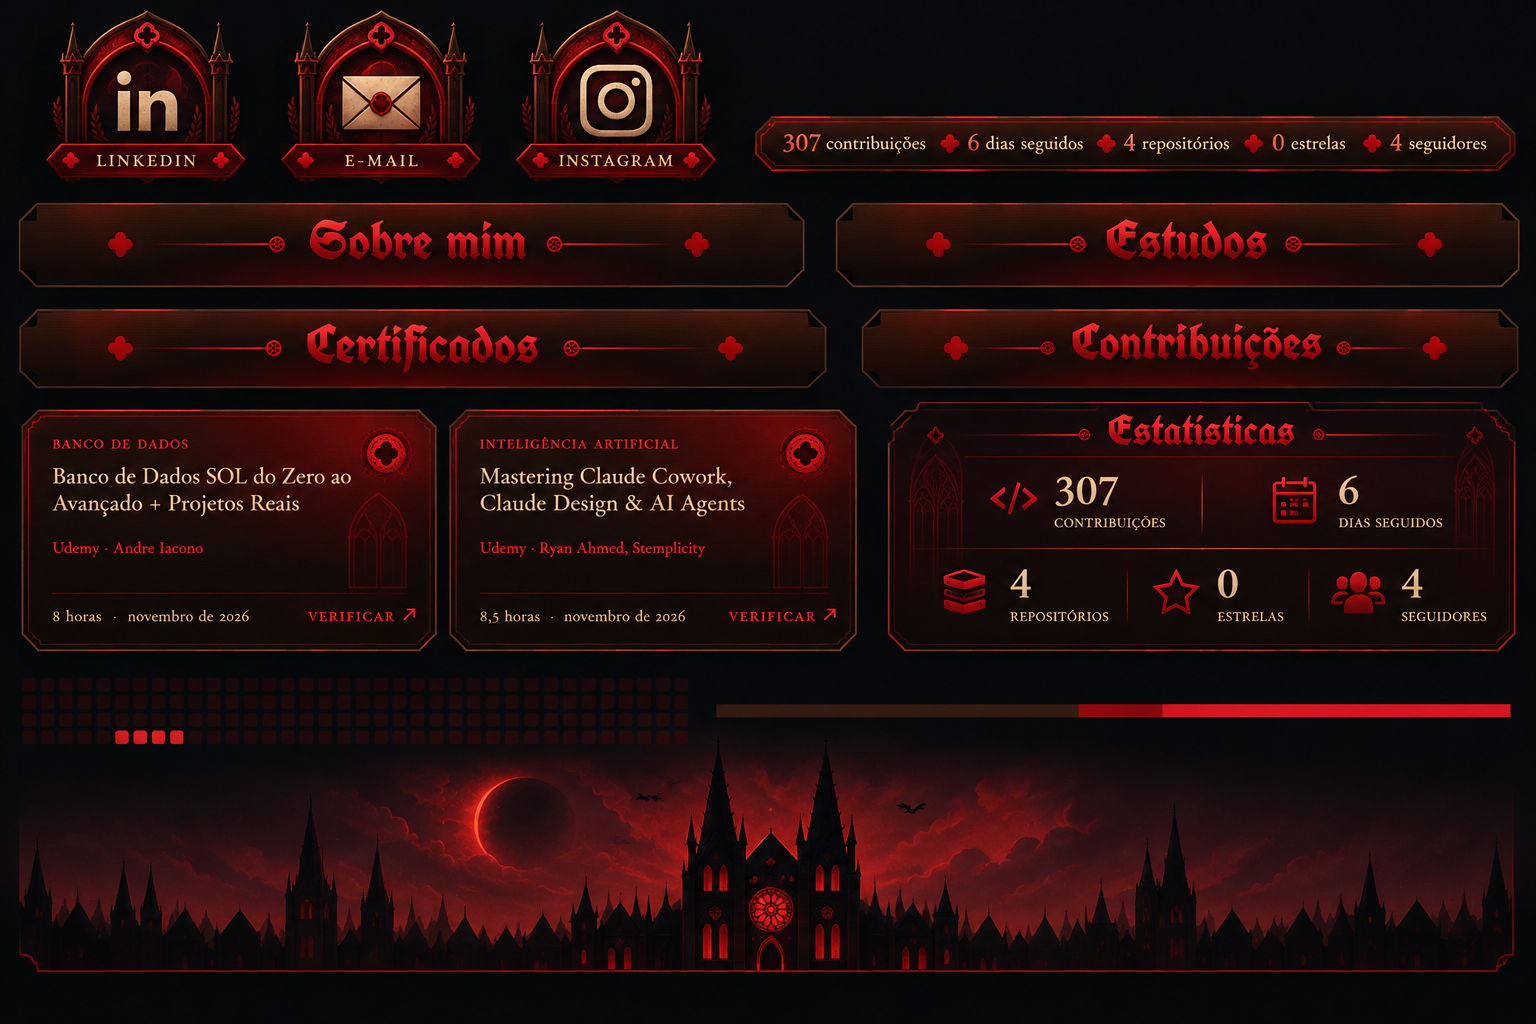 in
LINKEDIN
E-MAIL
INSTAGRAM
307 contribuições 6 dias seguidos 4 repositórios 0 estrelas 4 seguidores
Sobre mim
Estudos
Certificados
Contribuições
BANCO DE DADOS
Banco de Dados SOL do Zero ao
Avançado + Projetos Reais
Udemy · Andre Iacono
8 horas · novembro de 2026
VERIFICAR ↗
INTELIGÊNCIA ARTIFICIAL
Mastering Claude Cowork,
Claude Design & AI Agents
Udemy · Ryan Ahmed, Stemplicity
8,5 horas · novembro de 2026
VERIFICAR ↗
Estatísticas
</> 307
CONTRIBUIÇÕES
6
DIAS SEGUIDOS
4
REPOSITÓRIOS
0
ESTRELAS
4
SEGUIDORES